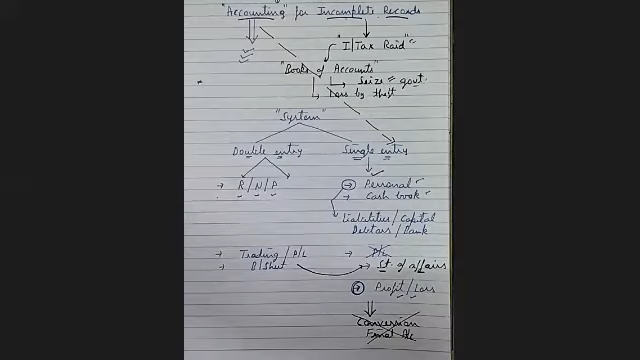 "Accounting" for Incomplete Records
"I/Tax Raid"
"Books of Accounts"
Seize = govt.
Loss by theft
"System"
Double entry Single entry
→ R / N / P → Personal
→ Cash book
Liabilities / Capital
Debtors / Bank
→ Trading / P/L → P/L
→ B/Sheet → St. of affairs
→ Profit / Loss
Conversion
Final A/c